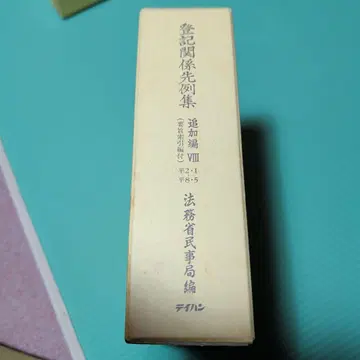 登記関係先例集
追加編 VIII
(要旨索引編付)
平2・1
平8・5
法務省民事局編
テイハン